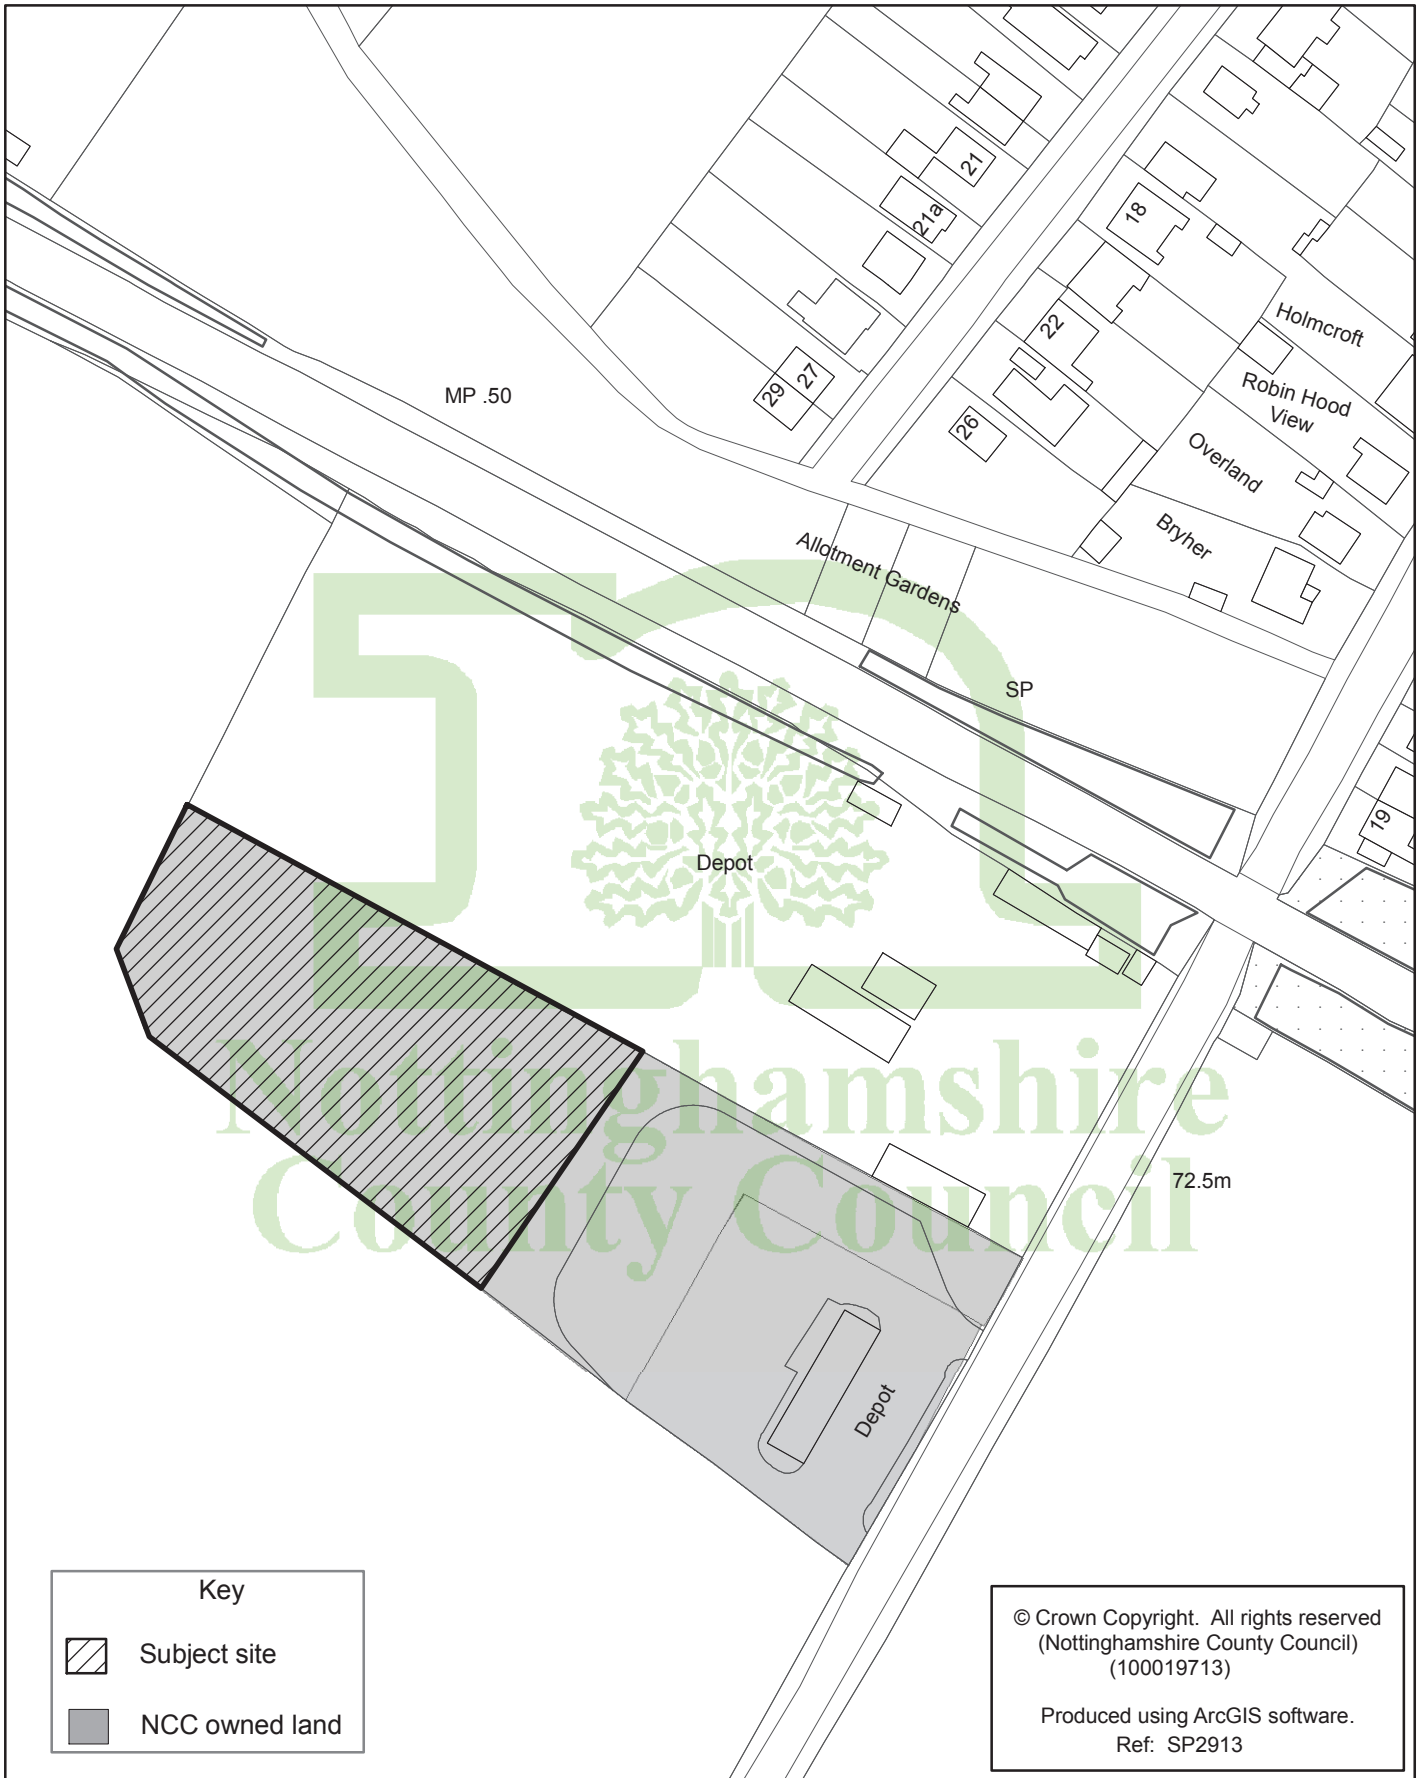 21
21a
18
22
Holmcroft
27
29
MP .50
Robin Hood
View
26
Overland
Bryher
Allotment Gardens
SP
19
Depot
Nottinghamshire
County Council
72.5m
Depot
Key
Subject site
NCC owned land
© Crown Copyright. All rights reserved
(Nottinghamshire County Council)
(100019713)
Produced using ArcGIS software.
Ref: SP2913